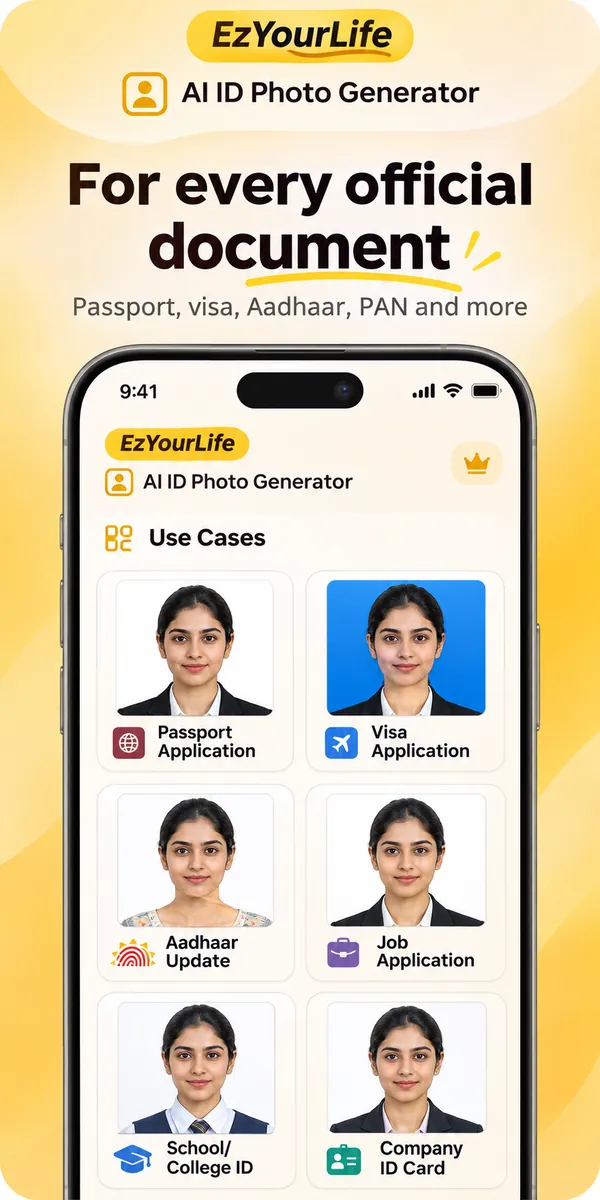 EzYourLife
AI ID Photo Generator
For every official
document
Passport, visa, Aadhaar, PAN and more
9:41
EzYourLife
AI ID Photo Generator
Use Cases
Passport
Application
Visa
Application
Aadhaar
Update
Job
Application
School/
College ID
Company
ID Card